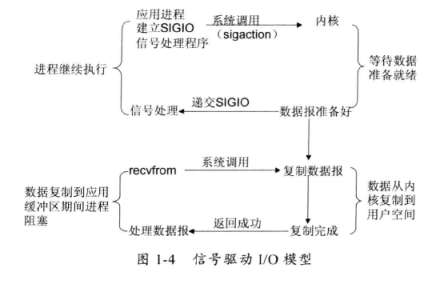 应用进程
建立SIGIO
信号处理程序
系统调用
（sigaction）
内核
进程继续执行
等待数据
准备就绪
信号处理
递交SIGIO
数据报准备好
recvfrom
系统调用
复制数据报
数据复制到应用
缓冲区期间进程
阻塞
数据从内
核复制到
用户空间
返回成功
处理数据报
复制完成
图 1-4 信号驱动 I/O 模型